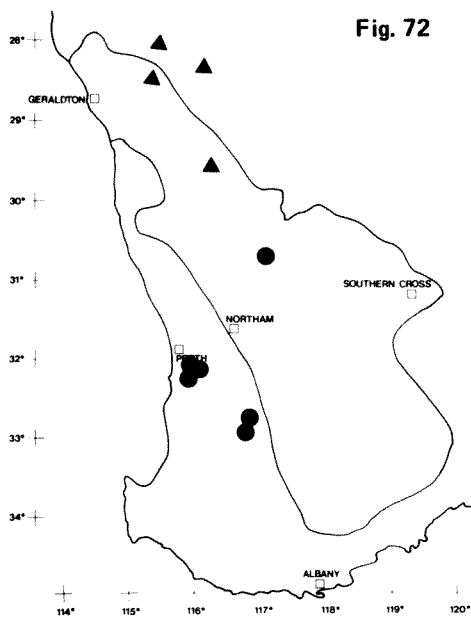 Fig. 72
26°
28°
GERALDTON
29°
30°
31°
SOUTHERN CROSS
NORTHAM
32°
PERTH
33°
34°
ALBANY
114°
115°
116°
117°
118°
119°
120°